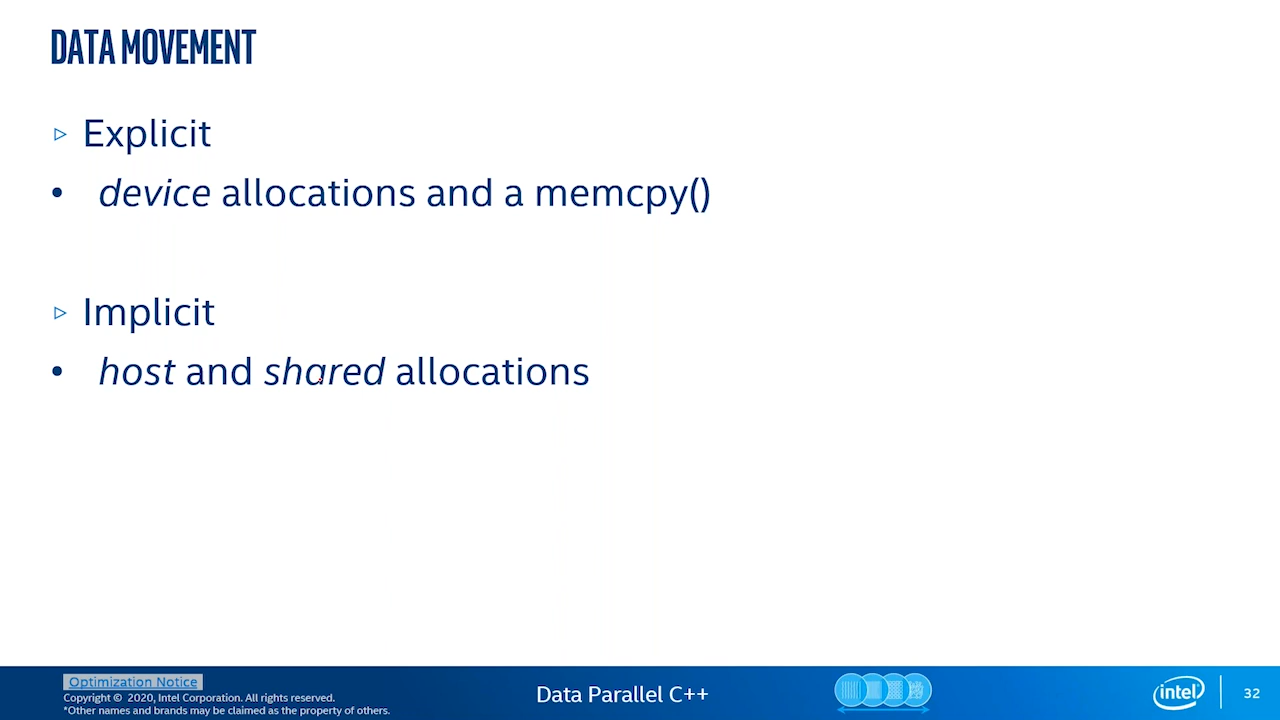 DATA MOVEMENT
▹ Explicit
• device allocations and a memcpy()
▹ Implicit
• host and shared allocations
Optimization Notice
Copyright © 2020, Intel Corporation. All rights reserved.
*Other names and brands may be claimed as the property of others.
Data Parallel C++
intel
32